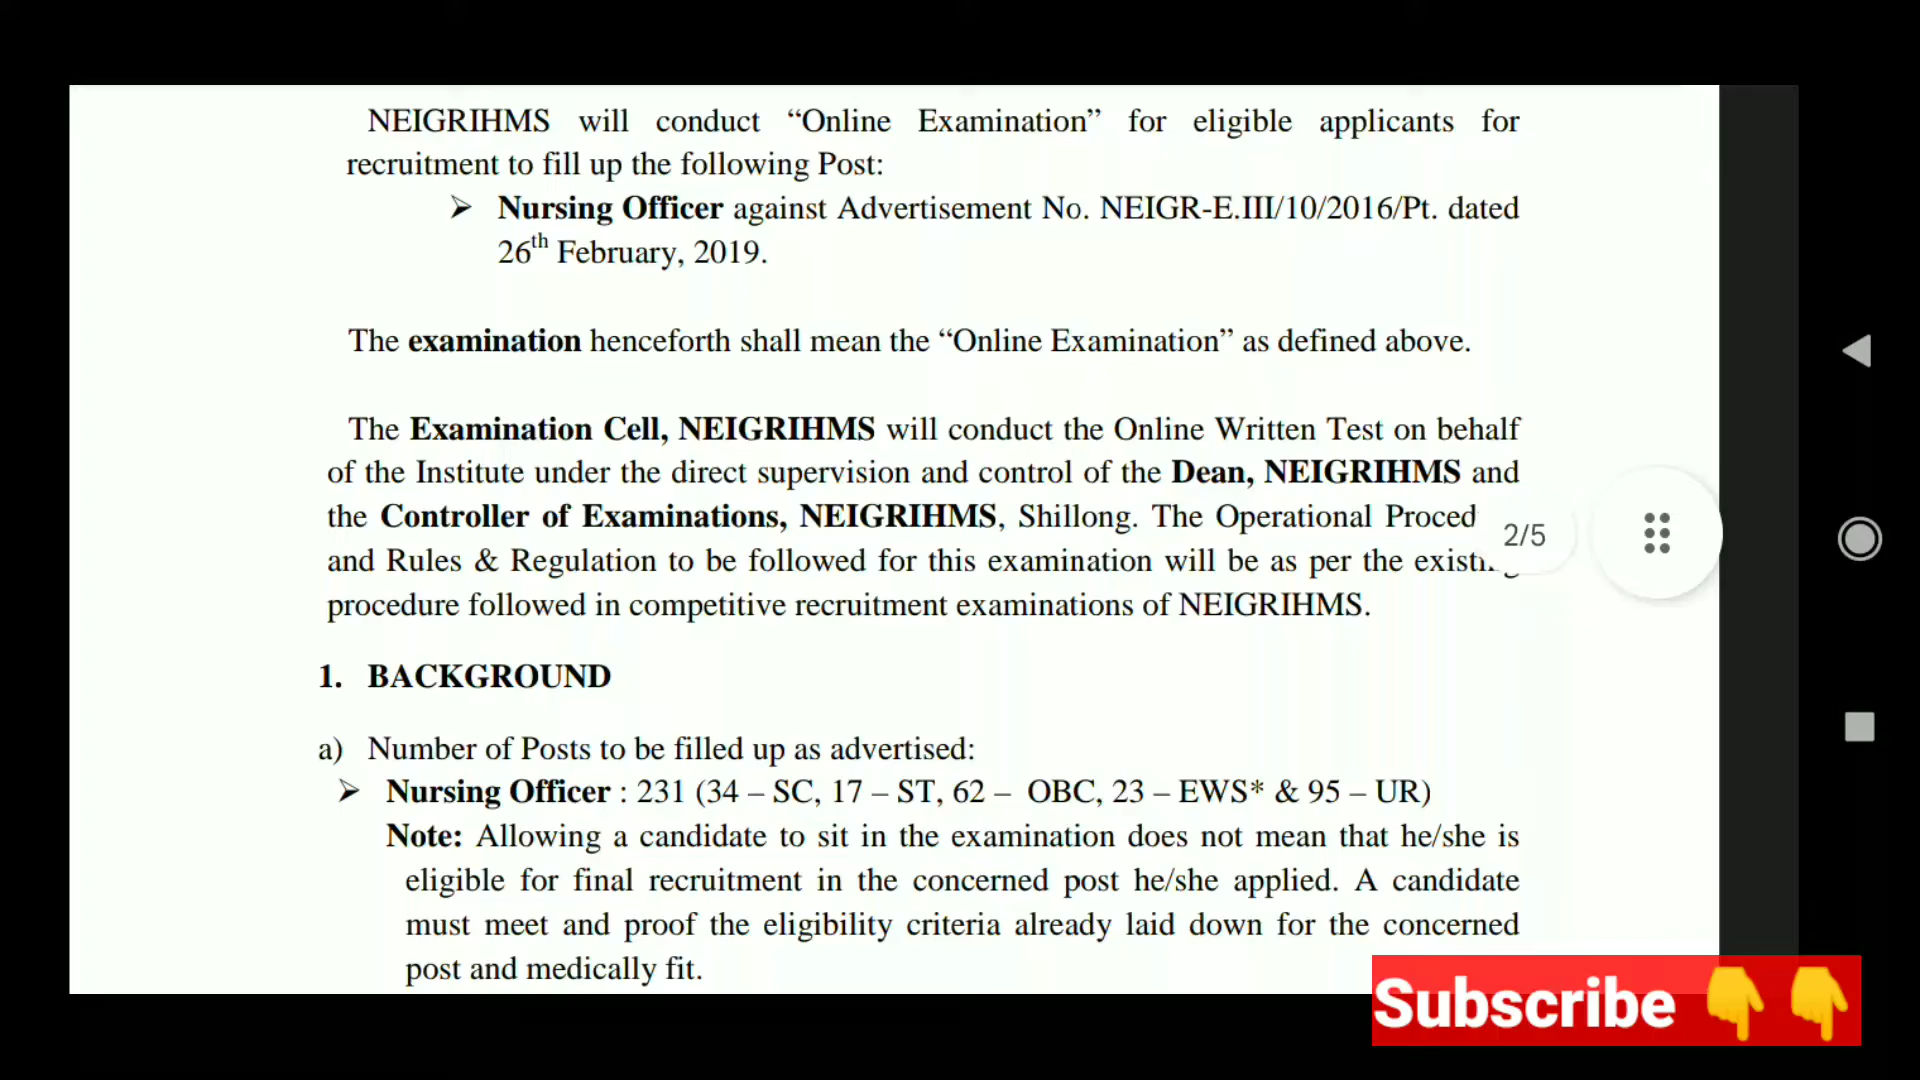 NEIGRIHMS will conduct “Online Examination” for eligible applicants for
recruitment to fill up the following Post:
➢ Nursing Officer against Advertisement No. NEIGR-E.III/10/2016/Pt. dated
26th February, 2019.
The examination henceforth shall mean the “Online Examination” as defined above.
The Examination Cell, NEIGRIHMS will conduct the Online Written Test on behalf
of the Institute under the direct supervision and control of the Dean, NEIGRIHMS and
the Controller of Examinations, NEIGRIHMS, Shillong. The Operational Proced
2/5
and Rules & Regulation to be followed for this examination will be as per the
procedure followed in competitive recruitment examinations of NEIGRIHMS.
1. BACKGROUND
a) Number of Posts to be filled up as advertised:
➢ Nursing Officer : 231 (34 – SC, 17 – ST, 62 – OBC, 23 – EWS* & 95 – UR)
Note: Allowing a candidate to sit in the examination does not mean that he/she is
eligible for final recruitment in the concerned post he/she applied. A candidate
must meet and proof the eligibility criteria already laid down for the concerned
post and medically fit.
Subscribe 👇👇